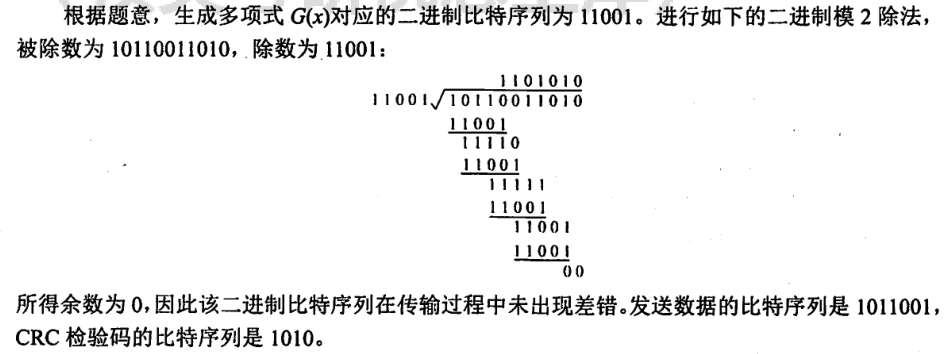 根据题意，生成多项式 G(x)对应的二进制比特序列为 11001。进行如下的二进制模 2 除法，
被除数为 10110011010，除数为 11001：
1101010
11001√10110011010
11001
11110
11001
11111
11001
11001
11001
00
所得余数为 0，因此该二进制比特序列在传输过程中未出现差错。发送数据的比特序列是 1011001，
CRC 检验码的比特序列是 1010。